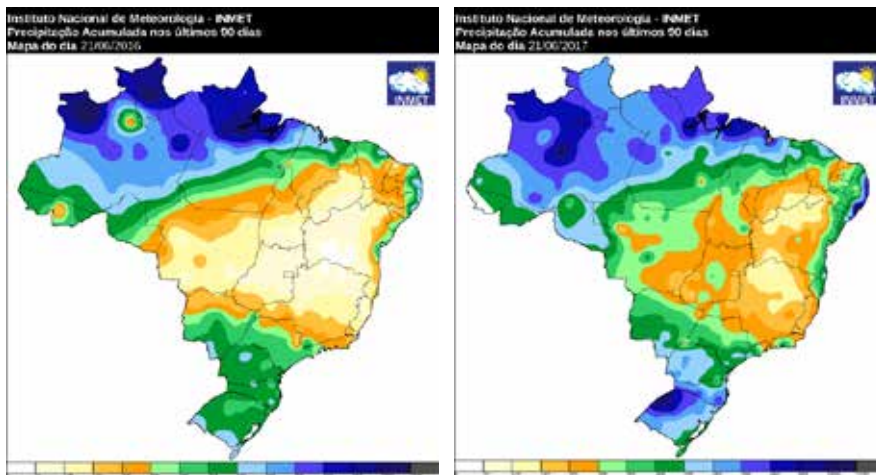 Instituto Nacional de Meteorologia - INMET
Precipitação Acumulada nos últimos 90 dias
Mapa do dia 21/06/2016
INMET
Instituto Nacional de Meteorologia - INMET
Precipitação Acumulada nos últimos 90 dias
Mapa do dia 21/06/2017
INMET